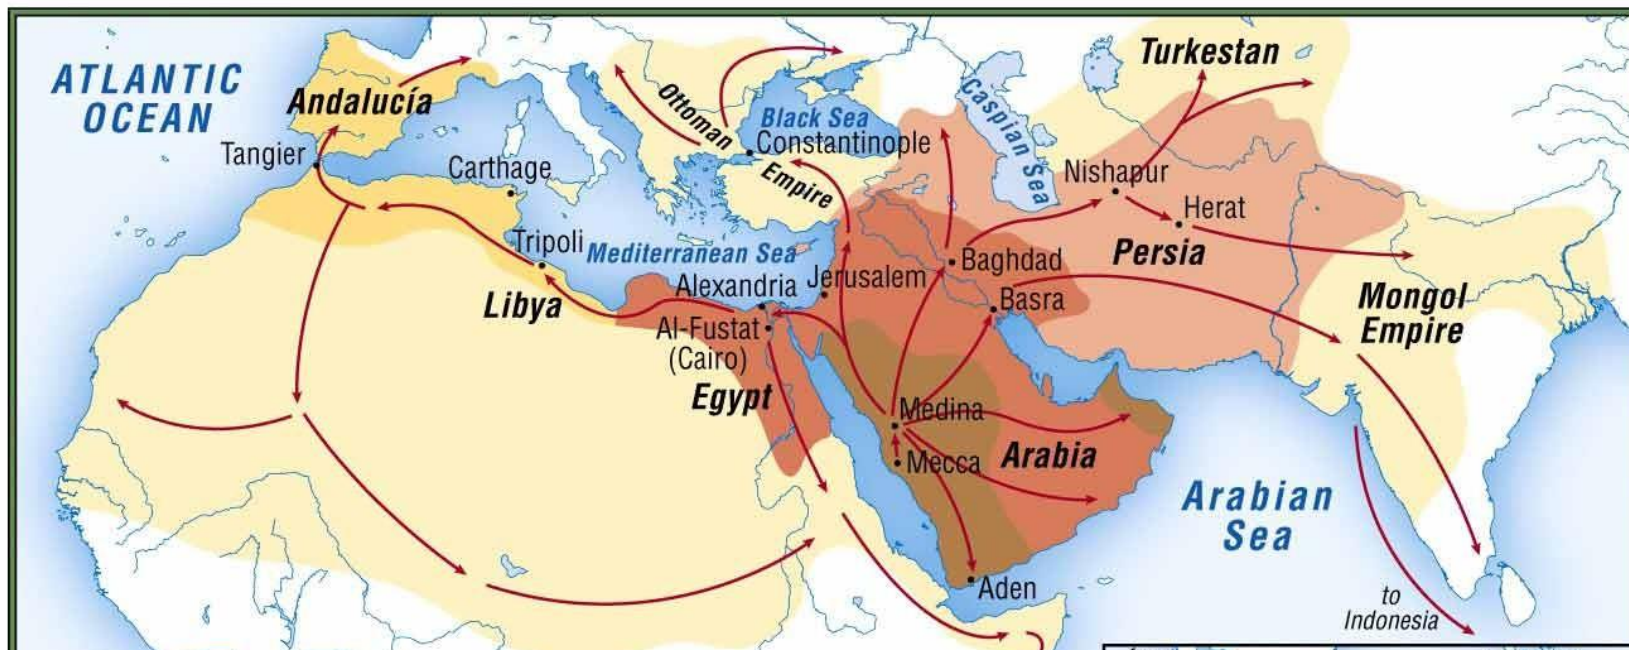 ATLANTIC
OCEAN
Andalucía
Tangier
Carthage
Tripoli
Mediterranean Sea
Libya
Alexandria
Al-Fustat
(Cairo)
Egypt
Jerusalem
Ottoman
Empire
Black Sea
Constantinople
Caspian Sea
Turkestan
Nishapur
Herat
Persia
Baghdad
Basra
Mongol
Empire
Medina
Mecca
Arabia
Aden
Arabian
Sea
to
Indonesia